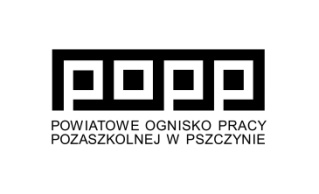 popp
POWIATOWE OGNISKO PRACY
POZASZKOLNEJ W PSZCZYNIE